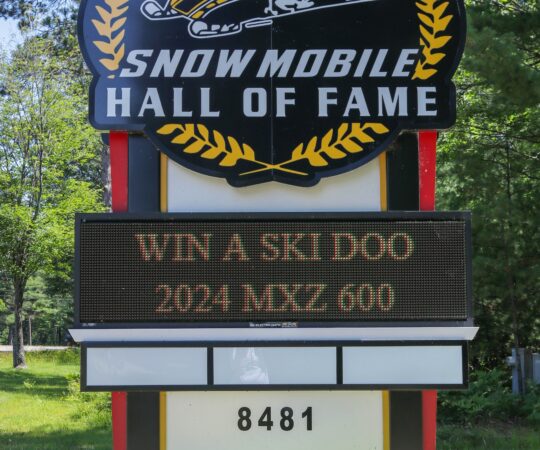 SNOWMOBILE
HALL OF FAME
WIN A SKI DOO
2024 MXZ 600
8481